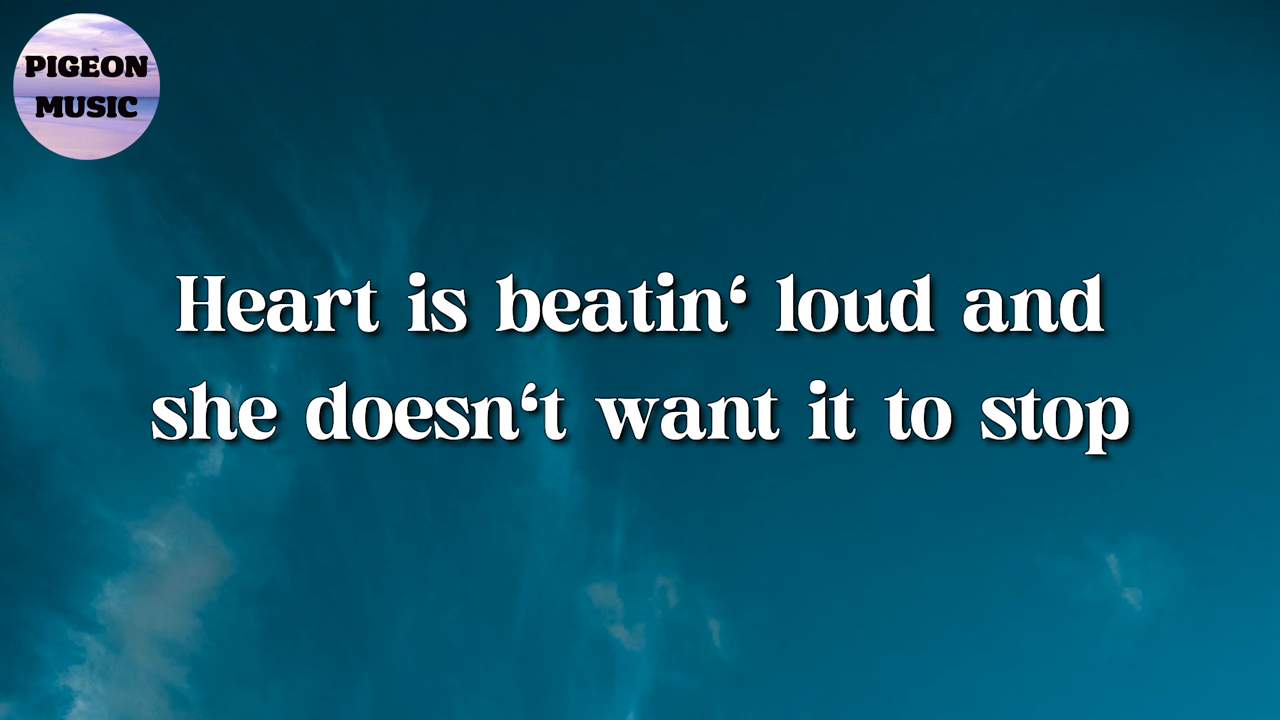 PIGEON
MUSIC
Heart is beatin‘ loud and
she doesn‘t want it to stop